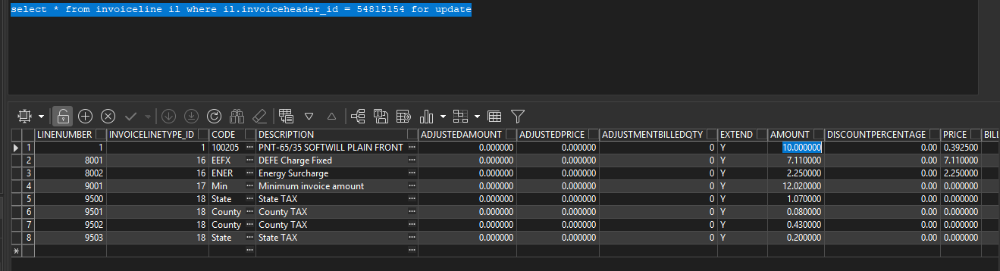 select * from invoiceline il where il.invoiceheader_id = 54815154 for update
LINENUMBER INVOICELINETYPE_ID CODE DESCRIPTION ADJUSTEDAMOUNT ADJUSTEDPRICE ADJUSTMENTBILLEDQTY EXTEND AMOUNT DISCOUNTPERCENTAGE PRICE BILL
1 1 1 100205 ··· PNT-65/35 SOFTWILL PLAIN FRONT ··· 0.000000 0.000000 0 Y 10.000000 0.00 0.392500
2 8001 16 EEFX ··· DEFE Charge Fixed ··· 0.000000 0.000000 0 Y 7.110000 0.00 7.110000
3 8002 16 ENER ··· Energy Surcharge ··· 0.000000 0.000000 0 Y 2.250000 0.00 2.250000
4 9001 17 Min ··· Minimum invoice amount ··· 0.000000 0.000000 0 Y 12.020000 0.00 0.000000
5 9500 18 State ··· State TAX ··· 0.000000 0.000000 0 Y 1.070000 0.00 0.000000
6 9501 18 County ··· County TAX ··· 0.000000 0.000000 0 Y 0.080000 0.00 0.000000
7 9502 18 County ··· County TAX ··· 0.000000 0.000000 0 Y 0.430000 0.00 0.000000
8 9503 18 State ··· State TAX ··· 0.000000 0.000000 0 Y 0.200000 0.00 0.000000
* ··· ···